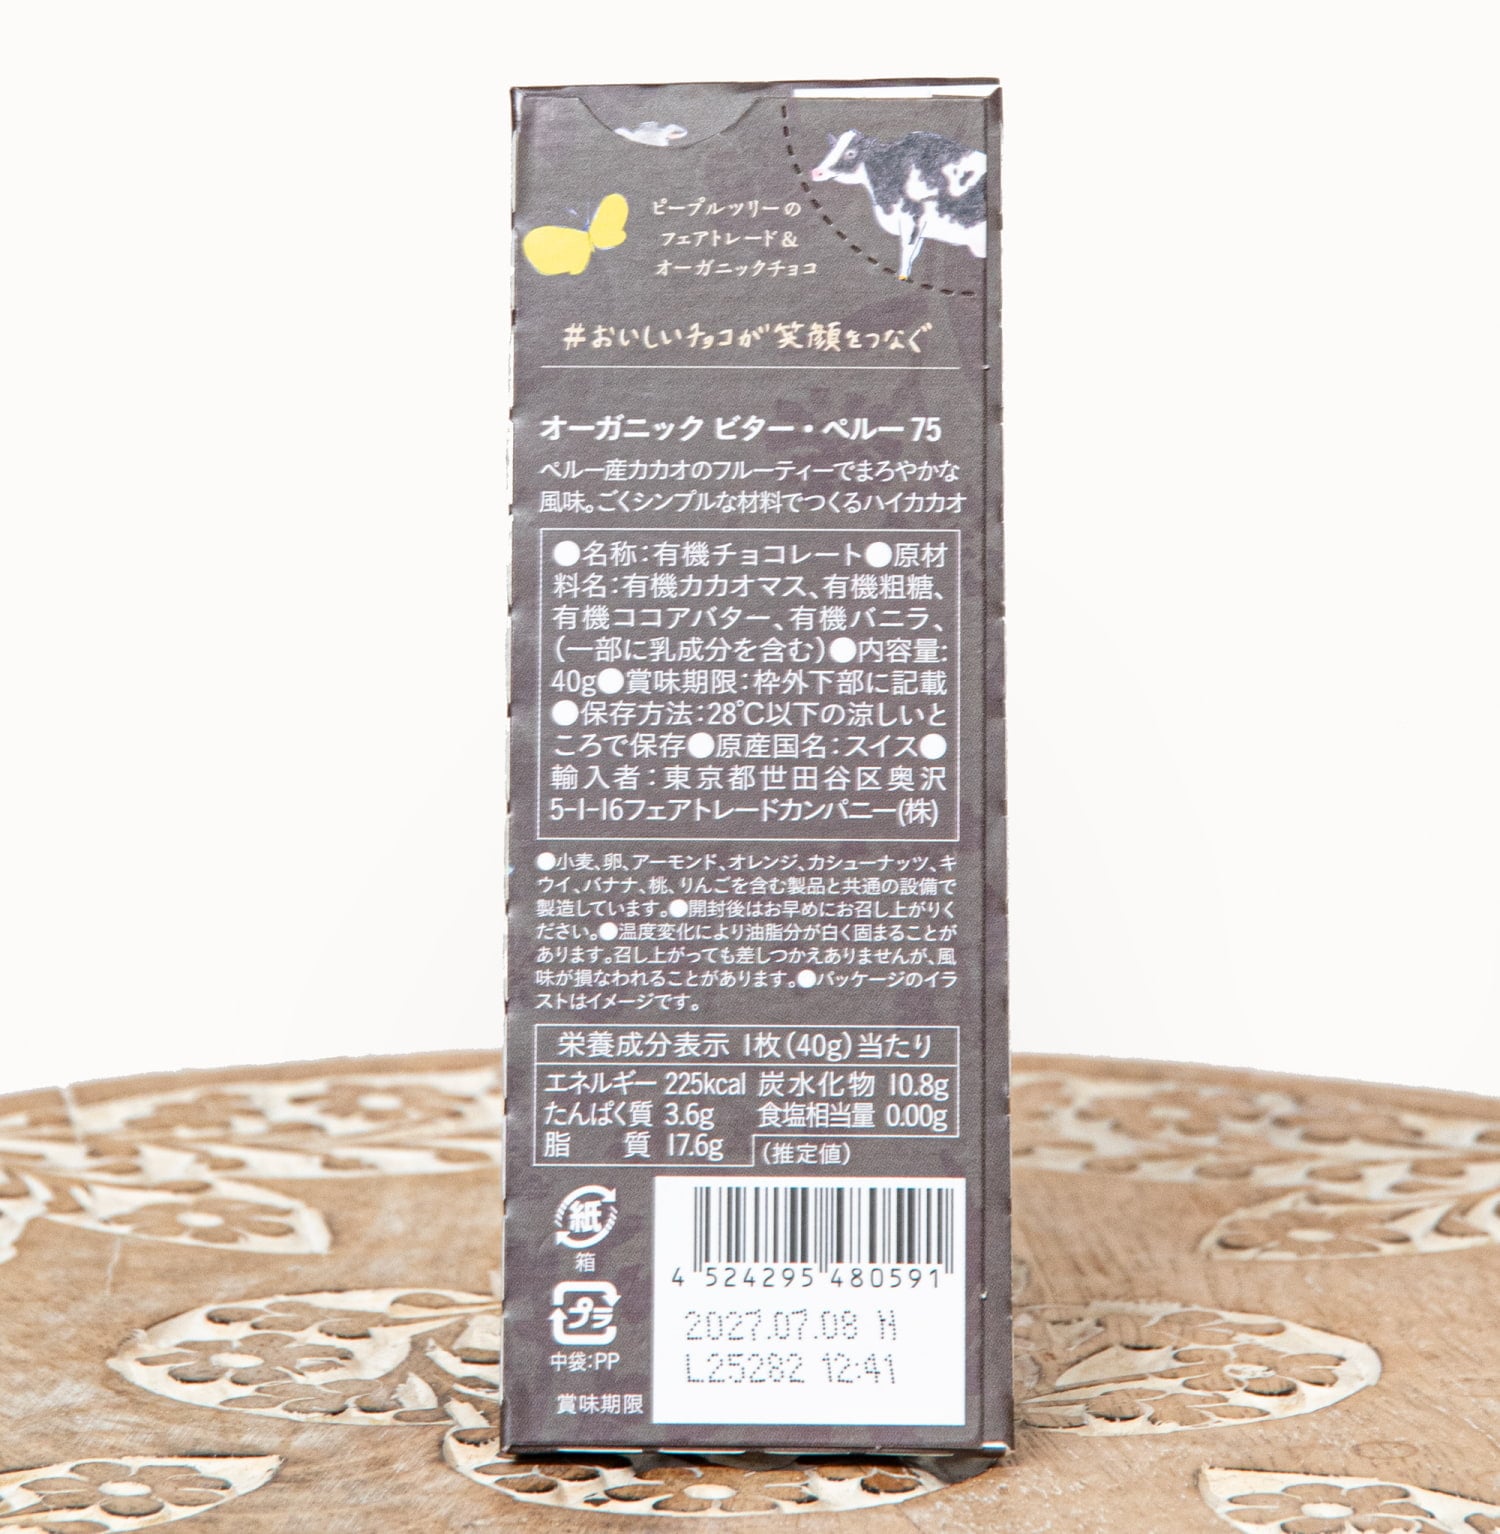 ピープルツリーの
フェアトレード&
オーガニックチョコ
#おいしいチョコが笑顔をつなぐ
オーガニック ビター・ペルー 75
ペルー産カカオのフルーティーでまろやかな
風味。ごくシンプルな材料でつくるハイカカオ
●名称:有機チョコレート●原材
料名:有機カカオマス、有機粗糖、
有機ココアバター、有機バニラ、
(一部に乳成分を含む)●内容量:
40g●賞味期限:枠外下部に記載
●保存方法:28℃以下の涼しいと
ころで保存●原産国名:スイス●
輸入者:東京都世田谷区奥沢
5-1-16フェアトレードカンパニー(株)
●小麦、卵、アーモンド、オレンジ、カシューナッツ、キ
ウイ、バナナ、桃、りんごを含む製品と共通の設備で
製造しています。●開封後はお早めにお召し上がりく
ださい。●温度変化により油脂分が白く固まることが
あります。召し上がっても差しつかえありませんが、風
味が損なわれることがあります。●パッケージのイラ
ストはイメージです。
栄養成分表示 1枚(40g)当たり
エネルギー 225kcal 炭水化物 10.8g
たんぱく質 3.6g 食塩相当量 0.00g
脂 質 17.6g (推定値)
紙
箱
プラ
中袋:PP
賞味期限
4 524295 480591
2027.07.08 N
L25282 12:41